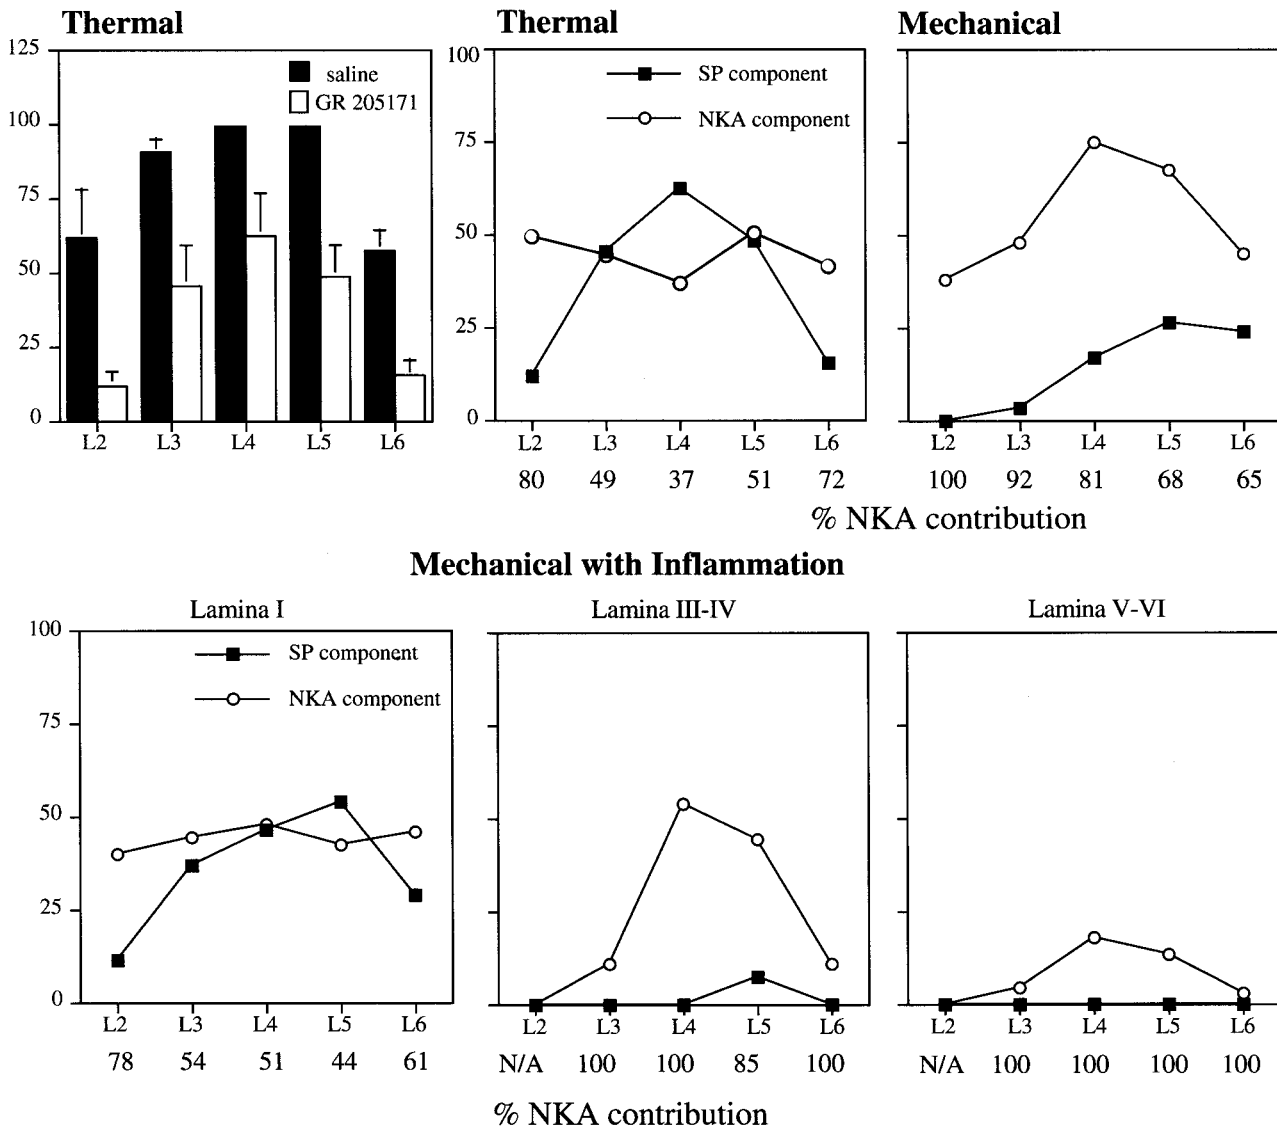 Thermal
125
100
75
50
25
0
saline
GR 205171
L2 L3 L4 L5 L6
Thermal
100
75
50
25
0
SP component
NKA component
L2 L3 L4 L5 L6
80 49 37 51 72
Mechanical
L2 L3 L4 L5 L6
100 92 81 68 65
% NKA contribution
Mechanical with Inflammation
Lamina I
100
75
50
25
0
SP component
NKA component
L2 L3 L4 L5 L6
78 54 51 44 61
Lamina III-IV
L2 L3 L4 L5 L6
N/A 100 100 85 100
Lamina V-VI
L2 L3 L4 L5 L6
N/A 100 100 100 100
% NKA contribution